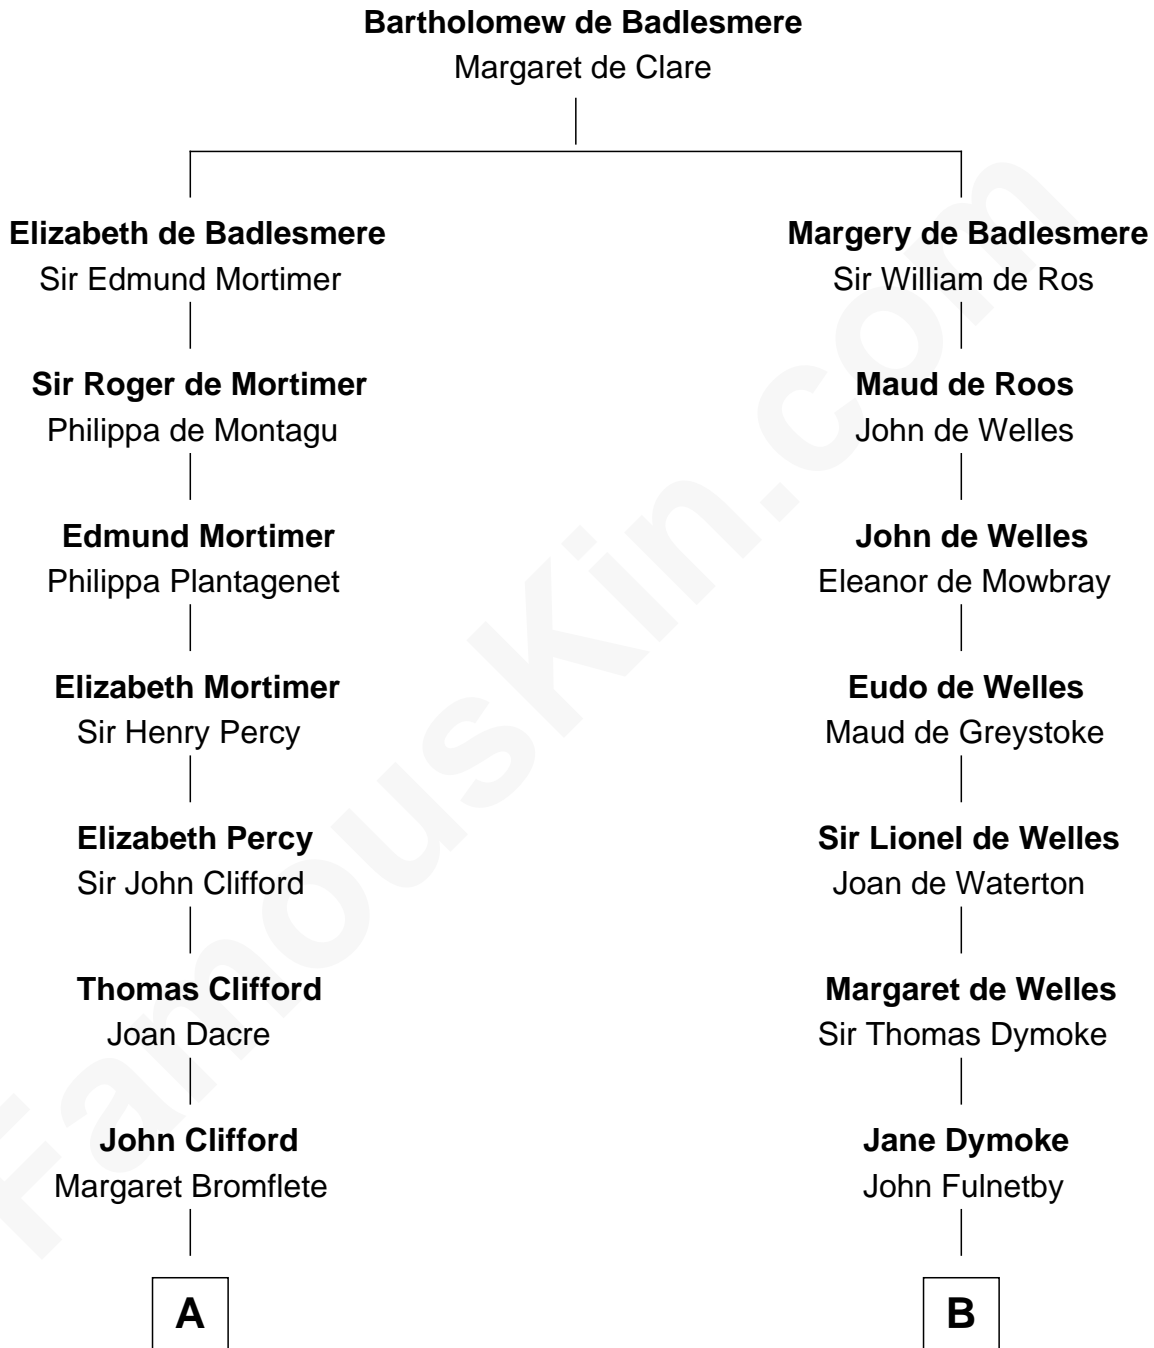 Bartholomew de Badlesmere
Margaret de Clare
Elizabeth de Badlesmere
Sir Edmund Mortimer
Margery de Badlesmere
Sir William de Ros
Sir Roger de Mortimer
Philippa de Montagu
Maud de Roos
John de Welles
Edmund Mortimer
Philippa Plantagenet
John de Welles
Eleanor de Mowbray
Elizabeth Mortimer
Sir Henry Percy
Eudo de Welles
Maud de Greystoke
Elizabeth Percy
Sir John Clifford
Sir Lionel de Welles
Joan de Waterton
Thomas Clifford
Joan Dacre
Margaret de Welles
Sir Thomas Dymoke
John Clifford
Margaret Bromflete
Jane Dymoke
John Fulnetby
A
B
FamousKin.com